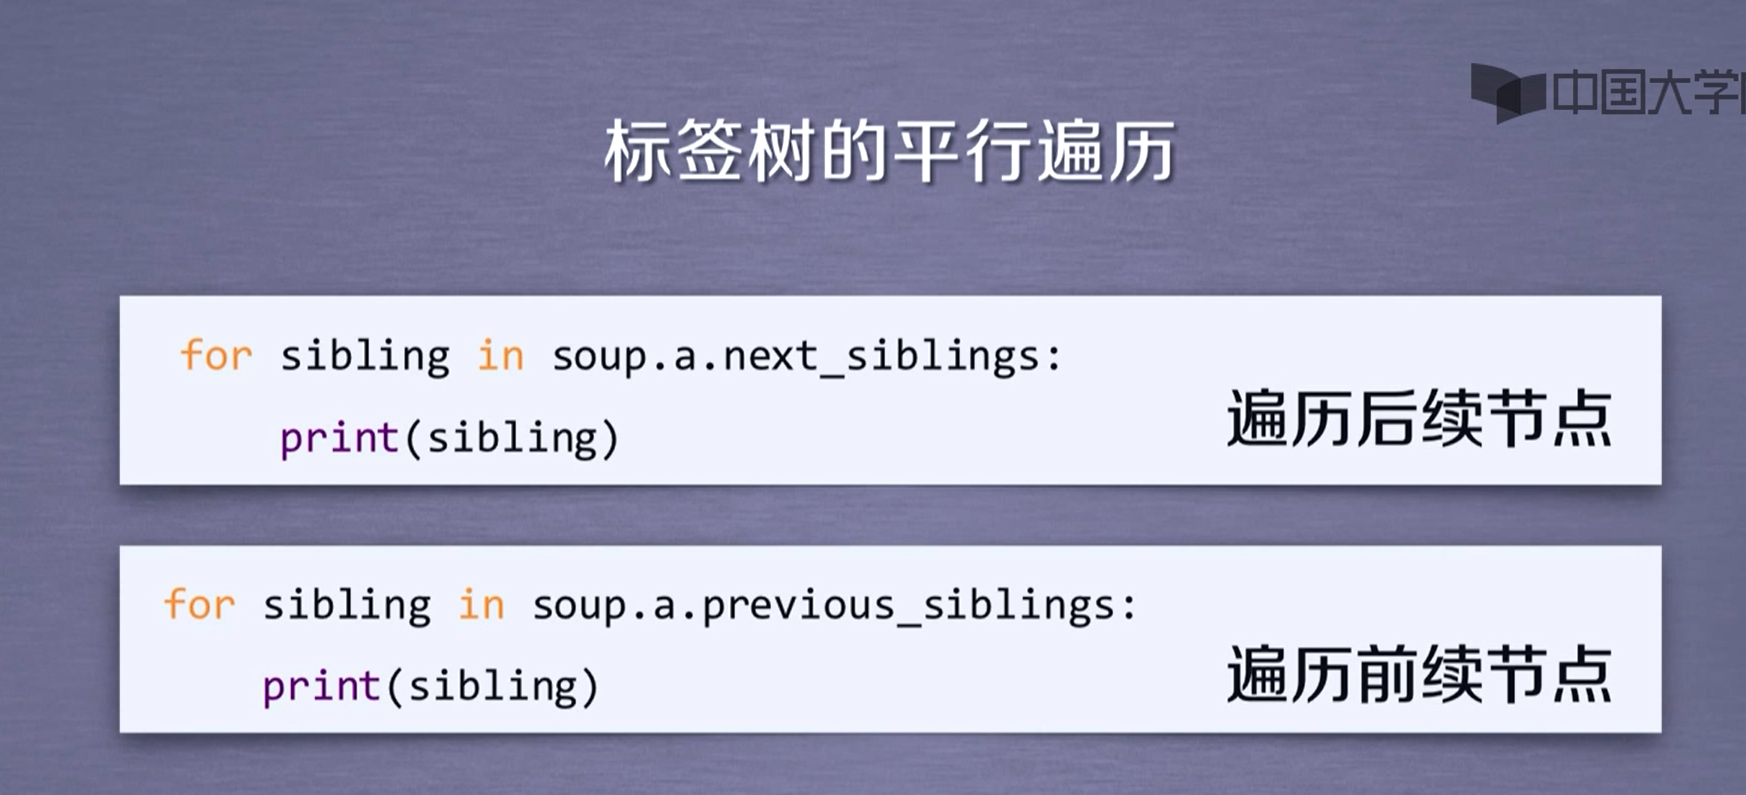 中国大学
标签树的平行遍历
for sibling in soup.a.next_siblings:
print(sibling)
遍历后续节点
for sibling in soup.a.previous_siblings:
print(sibling)
遍历前续节点